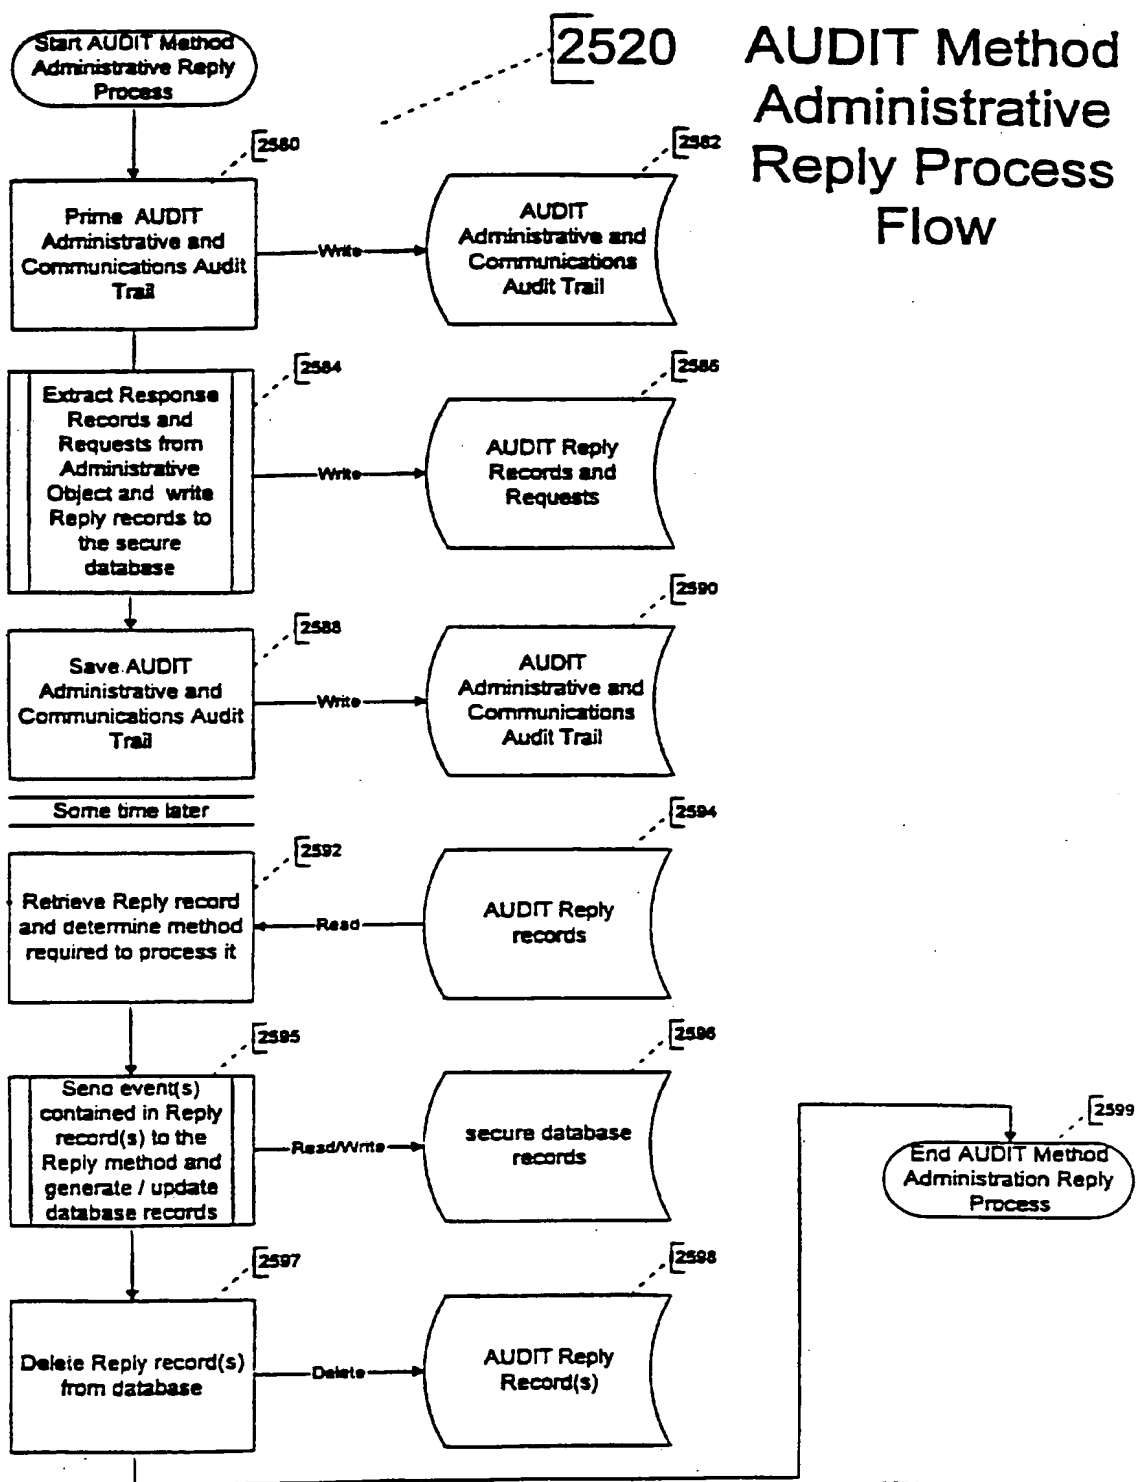 Start AUDIT Method
Administrative Reply
Process
2520
AUDIT Method
Administrative
Reply Process
Flow
2580
Prime AUDIT
Administrative and
Communications Audit
Trail
Write
2582
AUDIT
Administrative and
Communications
Audit Trail
2584
Extract Response
Records and
Requests from
Administrative
Object and write
Reply records to
the secure
database
Write
2586
AUDIT Reply
Records and
Requests
2588
Save AUDIT
Administrative and
Communications Audit
Trail
Write
2590
AUDIT
Administrative and
Communications
Audit Trail
Some time later
2592
Retrieve Reply record
and determine method
required to process it
Read
2594
AUDIT Reply
records
2595
Send event(s)
contained in Reply
record(s) to the
Reply method and
generate / update
database records
Read/Write
2596
secure database
records
2597
Delete Reply record(s)
from database
Delete
2598
AUDIT Reply
Record(s)
2599
End AUDIT Method
Administration Reply
Process